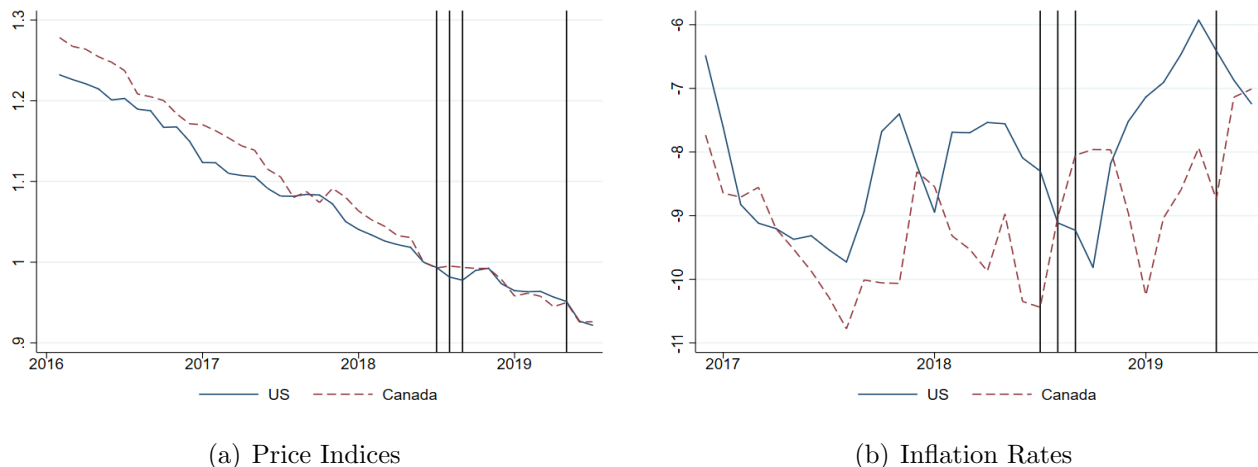 1.3
1.2
1.1
1
.9
2016 2017 2018 2019
US Canada
(a) Price Indices
-6
-7
-8
-9
-10
-11
2017 2018 2019
US Canada
(b) Inflation Rates